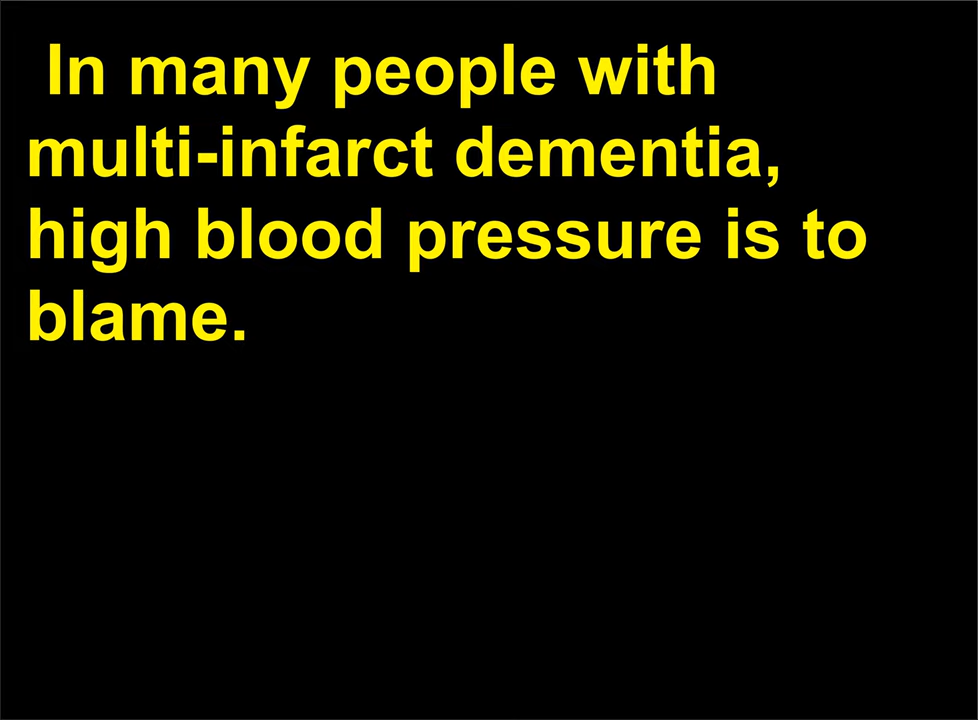 In many people with
multi-infarct dementia,
high blood pressure is to
blame.